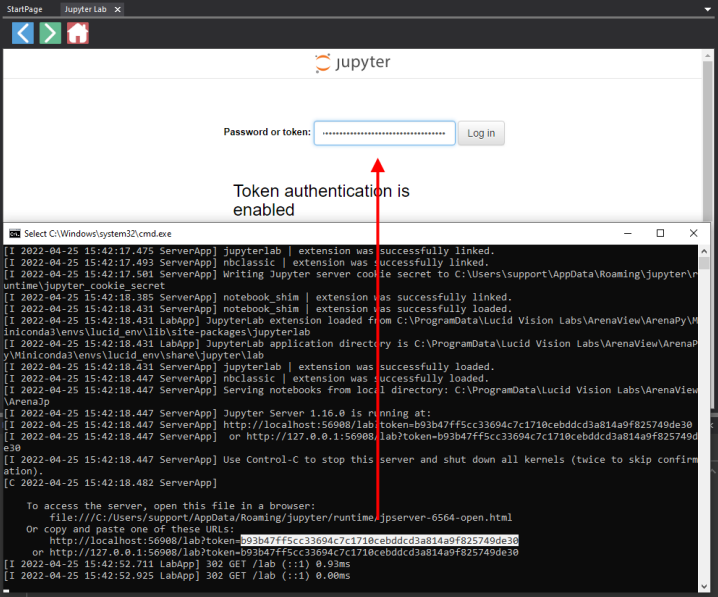 StartPage
Jupyter Lab
jupyter
Password or token:
Log in
Token authentication is
enabled
Select C:\Windows\system32\cmd.exe
[I 2022-04-25 15:42:17.475 ServerApp] jupyterlab | extension was successfully linked.
[I 2022-04-25 15:42:17.493 ServerApp] nbclassic | extension was successfully linked.
[I 2022-04-25 15:42:17.501 ServerApp] Writing Jupyter server cookie secret to C:\Users\support\AppData\Roaming\jupyter\r
untime\jupyter_cookie_secret
[I 2022-04-25 15:42:18.385 ServerApp] notebook_shim | extension was successfully linked.
[I 2022-04-25 15:42:18.431 ServerApp] notebook_shim | extension was successfully loaded.
[I 2022-04-25 15:42:18.431 LabApp] JupyterLab extension loaded from C:\ProgramData\Lucid Vision Labs\ArenaView\ArenaPy\M
iniconda3\envs\lucid_env\lib\site-packages\jupyterlab
[I 2022-04-25 15:42:18.431 LabApp] JupyterLab application directory is C:\ProgramData\Lucid Vision Labs\ArenaView\ArenaP
y\Miniconda3\envs\lucid_env\share\jupyter\lab
[I 2022-04-25 15:42:18.431 ServerApp] jupyterlab | extension was successfully loaded.
[I 2022-04-25 15:42:18.447 ServerApp] nbclassic | extension was successfully loaded.
[I 2022-04-25 15:42:18.447 ServerApp] Serving notebooks from local directory: C:\ProgramData\Lucid Vision Labs\ArenaView
\ArenaJp
[I 2022-04-25 15:42:18.447 ServerApp] Jupyter Server 1.16.0 is running at:
[I 2022-04-25 15:42:18.447 ServerApp] http://localhost:56908/lab?token=b93b47ff5cc33694c7c1710cebddcd3a814a9f825749de30
[I 2022-04-25 15:42:18.447 ServerApp]  or http://127.0.0.1:56908/lab?token=b93b47ff5cc33694c7c1710cebddcd3a814a9f825749d
e30
[I 2022-04-25 15:42:18.447 ServerApp] Use Control-C to stop this server and shut down all kernels (twice to skip confirm
ation).
[C 2022-04-25 15:42:18.482 ServerApp]
To access the server, open this file in a browser:
file:///C:/Users/support/AppData/Roaming/jupyter/runtime/jpserver-6564-open.html
Or copy and paste one of these URLs:
http://localhost:56908/lab?token=b93b47ff5cc33694c7c1710cebddcd3a814a9f825749de30
or http://127.0.0.1:56908/lab?token=b93b47ff5cc33694c7c1710cebddcd3a814a9f825749de30
[I 2022-04-25 15:42:52.711 LabApp] 302 GET /lab (::1) 0.93ms
[I 2022-04-25 15:42:52.925 LabApp] 302 GET /lab (::1) 0.00ms